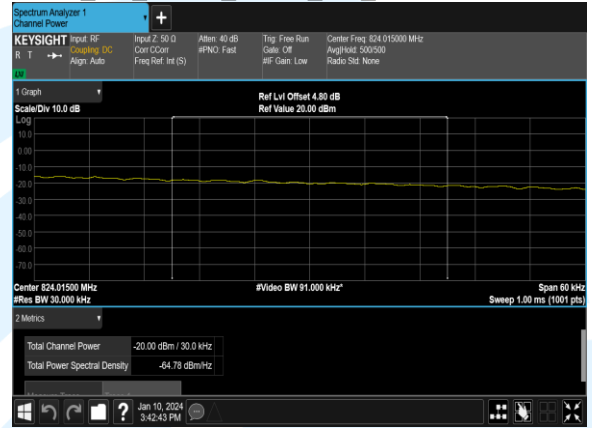 Spectrum Analyzer 1
Channel Power
+
KEYSIGHT Input: RF Input Z: 50 Ω Atten: 40 dB Trig: Free Run Center Freq: 824.015000 MHz
R T Coupling: DC Corr CCorr #PNO: Fast Gate: Off Avg|Hold: 500/500
Align: Auto Freq Ref: Int (S) #IF Gain: Low Radio Std: None
1 Graph
Ref Lvl Offset 4.80 dB
Scale/Div 10.0 dB Ref Value 20.00 dBm
Log
10.0
0.00
-10.0
-20.0
-30.0
-40.0
-50.0
-60.0
-70.0
Center 824.01500 MHz #Video BW 91.000 kHz* Span 60 kHz
#Res BW 30.000 kHz Sweep 1.00 ms (1001 pts)
2 Metrics
Total Channel Power -20.00 dBm / 30.0 kHz
Total Power Spectral Density -64.78 dBm/Hz
?
Jan 10, 2024
3:42:43 PM